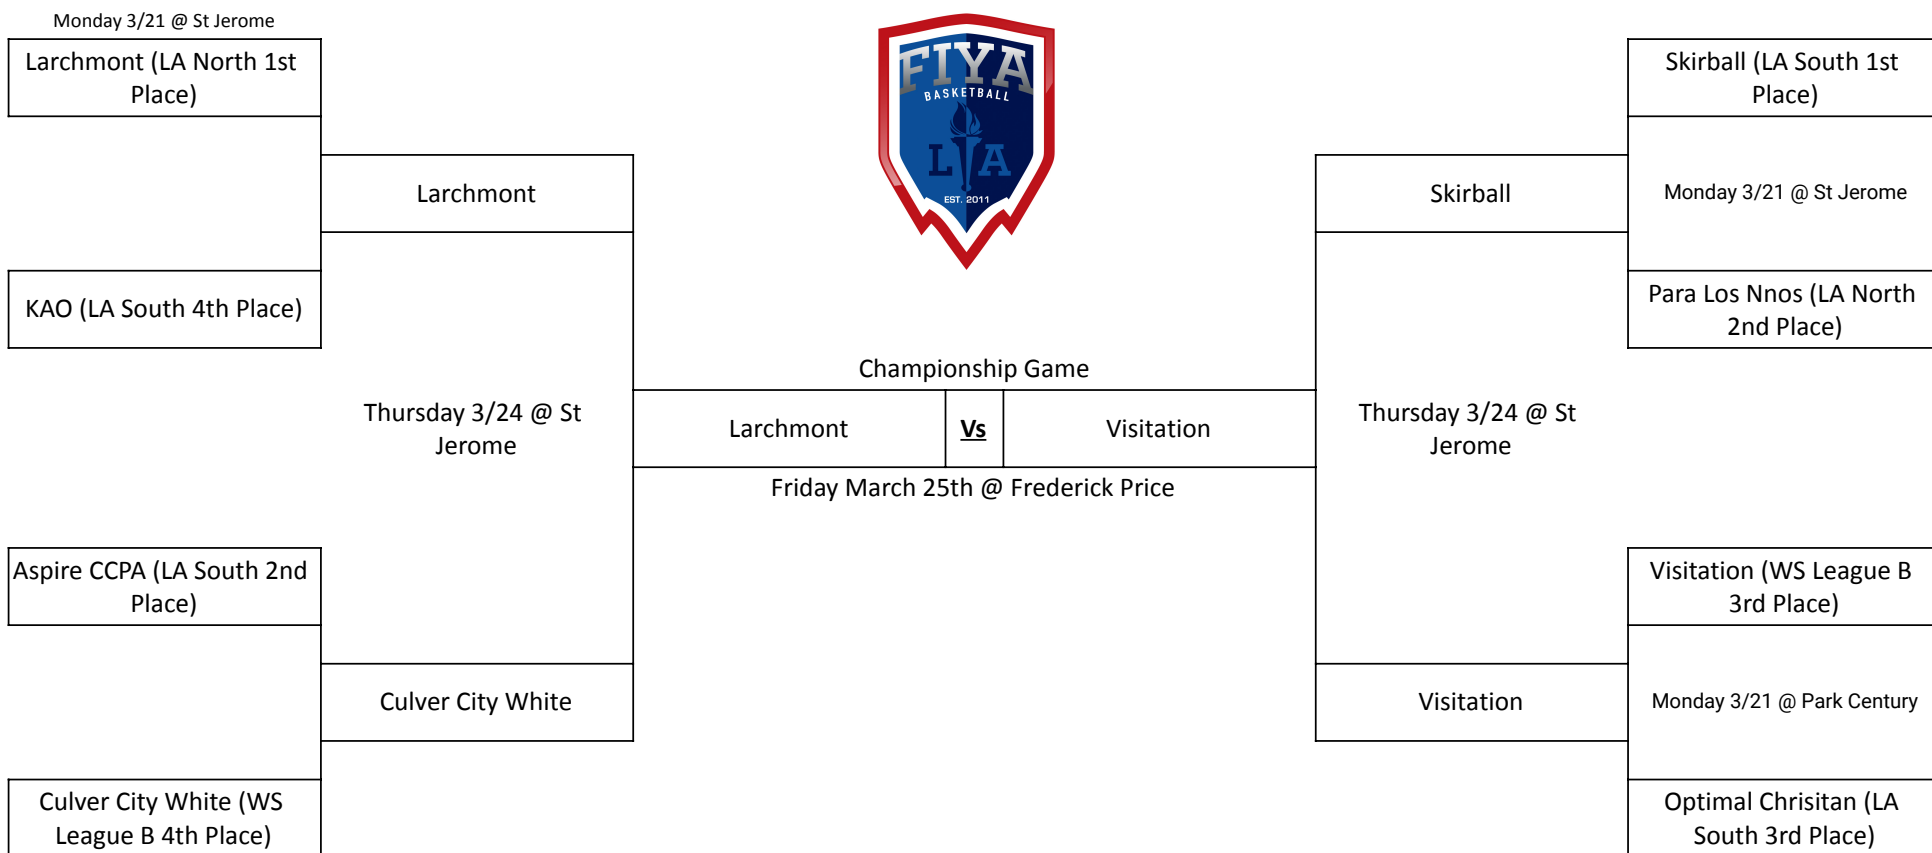 Monday 3/21 @ St Jerome
Larchmont (LA North 1st
Place)
Larchmont
KAO (LA South 4th Place)
Thursday 3/24 @ St
Jerome
Aspire CCPA (LA South 2nd
Place)
Culver City White
Culver City White (WS
League B 4th Place)
FIYA
BASKETBALL
LA
EST. 2011
Championship Game
Larchmont
Vs
Visitation
Friday March 25th @ Frederick Price
Skirball (LA South 1st
Place)
Skirball
Monday 3/21 @ St Jerome
Para Los Nnos (LA North
2nd Place)
Thursday 3/24 @ St
Jerome
Visitation (WS League B
3rd Place)
Visitation
Monday 3/21 @ Park Century
Optimal Chrisitan (LA
South 3rd Place)